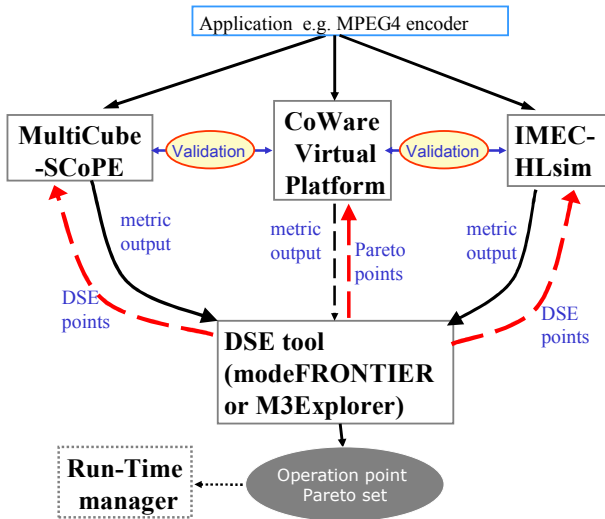 Application e.g. MPEG4 encoder
MultiCube
-SCoPE
Validation
CoWare
Virtual
Platform
Validation
IMEC-
HLsim
metric
output
metric
output
Pareto
points
metric
output
DSE
points
DSE
points
DSE tool
(modeFRONTIER
or M3Explorer)
Run-Time
manager
Operation point
Pareto set